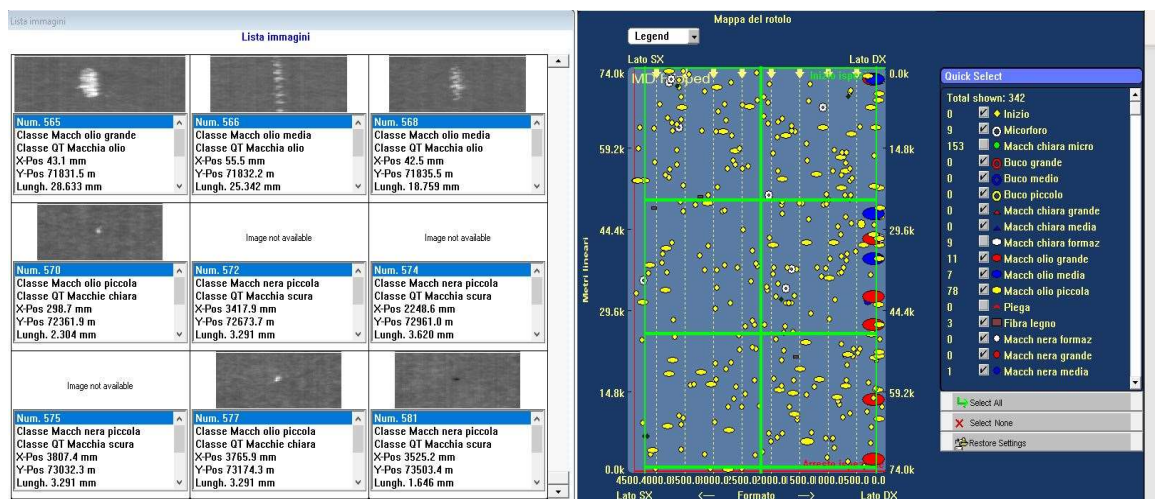 Lista immagini
Lista immagini
Num. 565
Classe Macch olio grande
Classe QT Macchia olio
X-Pos 43.1 mm
Y-Pos 71831.5 m
Lungh. 28.633 mm
Num. 566
Classe Macch olio media
Classe QT Macchia olio
X-Pos 55.5 mm
Y-Pos 71832.2 m
Lungh. 25.342 mm
Num. 568
Classe Macch olio media
Classe QT Macchia olio
X-Pos 42.5 mm
Y-Pos 71835.5 m
Lungh. 18.759 mm
Image not available
Image not available
Num. 570
Classe Macch olio piccola
Classe QT Macchie chiara
X-Pos 298.7 mm
Y-Pos 72361.9 m
Lungh. 2.304 mm
Num. 572
Classe Macch nera piccola
Classe QT Macchia scura
X-Pos 3417.9 mm
Y-Pos 72673.7 m
Lungh. 3.291 mm
Num. 574
Classe Macch nera piccola
Classe QT Macchia scura
X-Pos 2248.6 mm
Y-Pos 72961.0 m
Lungh. 3.620 mm
Image not available
Num. 575
Classe Macch nera piccola
Classe QT Macchia scura
X-Pos 3807.4 mm
Y-Pos 73032.3 m
Lungh. 3.291 mm
Num. 577
Classe Macch olio piccola
Classe QT Macchie chiara
X-Pos 3765.9 mm
Y-Pos 73174.3 m
Lungh. 3.291 mm
Num. 581
Classe Macch nera piccola
Classe QT Macchia scura
X-Pos 3525.2 mm
Y-Pos 73503.4 m
Lungh. 1.646 mm
Mappa del rotolo
Legend
Lato SX
Lato DX
74.0k
0.0k
59.2k
14.8k
44.4k
29.6k
29.6k
44.4k
14.8k
59.2k
0.0k
74.0k
Metri lineari
Lato SX
<— Formato —>
Lato DX
Quick Select
Total shown: 342
0 Inizio
9 Micorforo
153 Macch chiara micro
0 Buco grande
0 Buco medio
0 Buco piccolo
0 Macch chiara grande
0 Macch chiara media
9 Macch chiara formaz
11 Macch olio grande
7 Macch olio media
78 Macch olio piccola
0 Piega
3 Fibra legno
0 Macch nera formaz
0 Macch nera grande
1 Macch nera media
Select All
Select None
Restore Settings